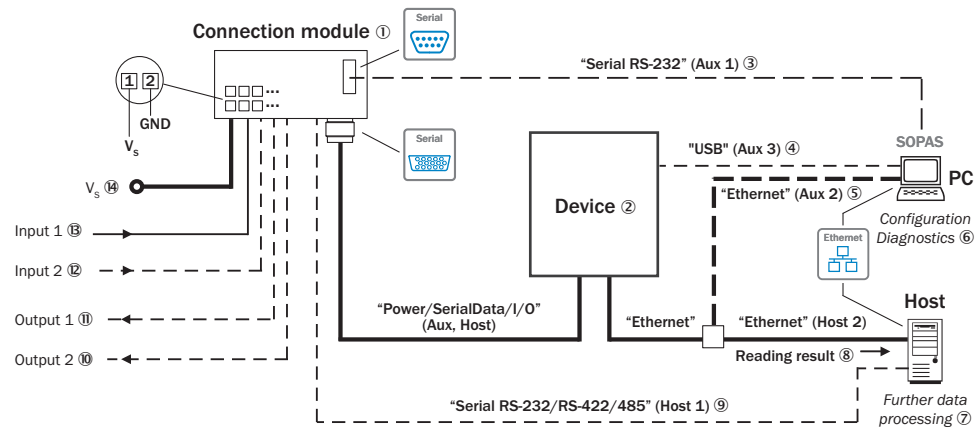 Serial
Connection module ①
"Serial RS-232" (Aux 1) ③
1 2 ...
...
GND
Vs
Serial
SOPAS
"USB" (Aux 3) ④
PC
Vs ⑭
Device ②
"Ethernet" (Aux 2) ⑤
Configuration
Diagnostics ⑥
Input 1 ⑬
Ethernet
Input 2 ⑫
Host
"Power/SerialData/I/O"
(Aux, Host)
Output 1 ⑪
"Ethernet"
"Ethernet" (Host 2)
Output 2 ⑩
Reading result ⑧
"Serial RS-232/RS-422/485" (Host 1) ⑨
Further data
processing ⑦